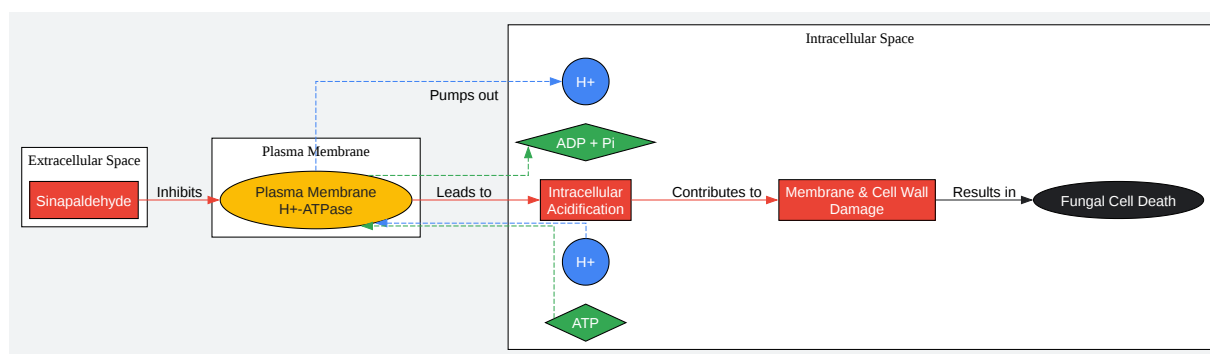 Intracellular Space
H+
Pumps out
ADP + Pi
Extracellular Space
Plasma Membrane
Sinapaldehyde
Inhibits
Plasma Membrane
H+-ATPase
Leads to
Intracellular
Acidification
Contributes to
Membrane & Cell Wall
Damage
Results in
Fungal Cell Death
H+
ATP